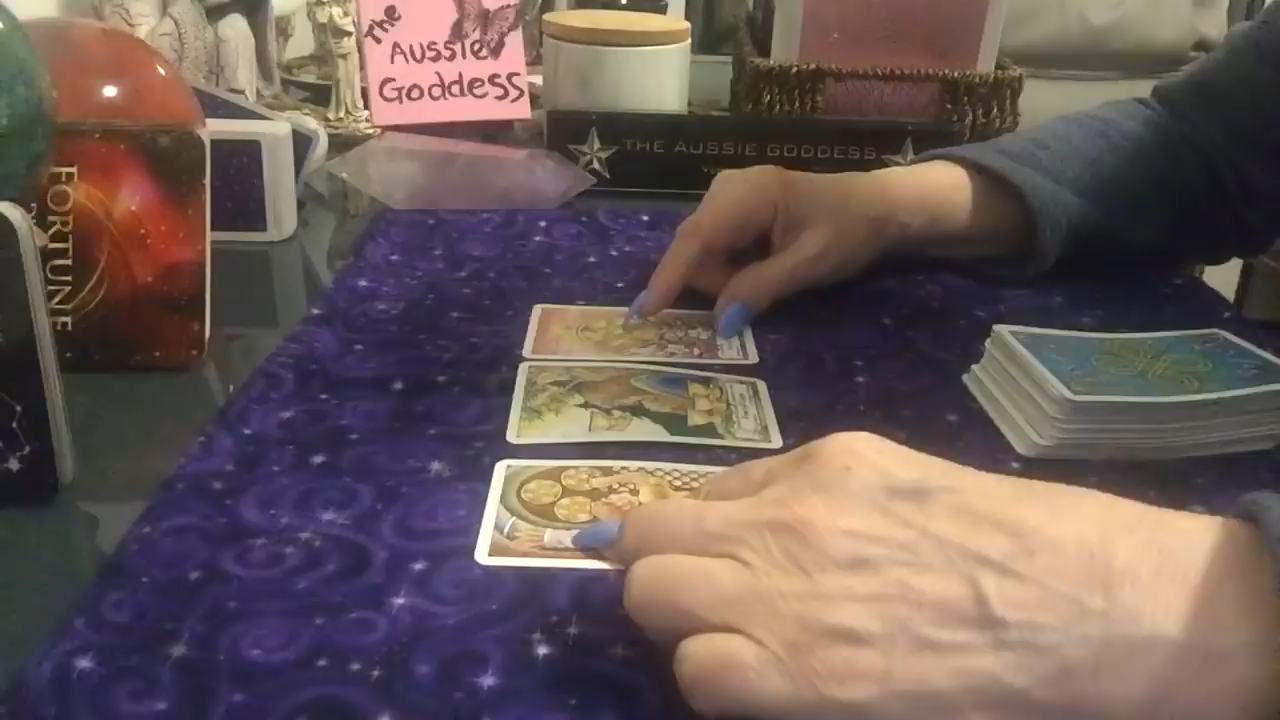 The
Aussie
Goddess
THE AUSSIE GODDESS
FORTUNE